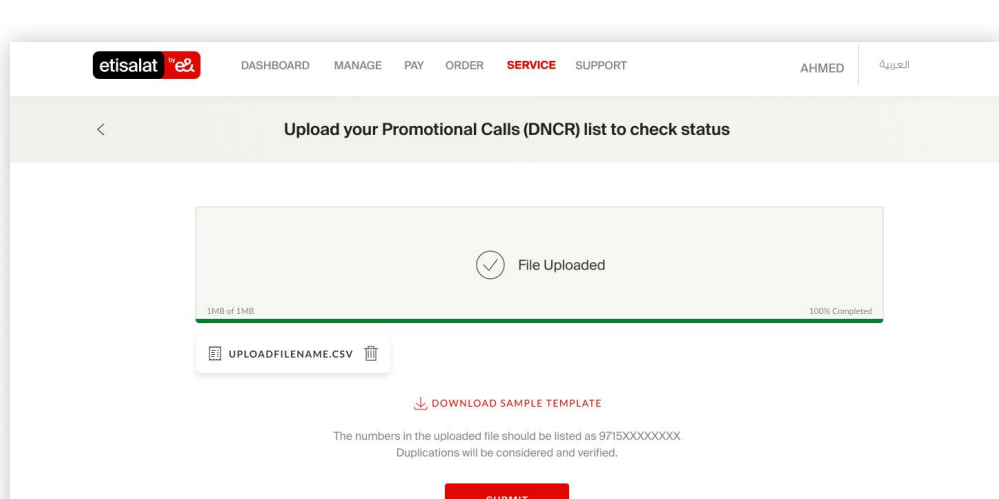 etisalat by e&
DASHBOARD MANAGE PAY ORDER SERVICE SUPPORT AHMED العربية
Upload your Promotional Calls (DNCR) list to check status
File Uploaded
1MB of 1MB 100% Completed
UPLOADFILENAME.CSV
DOWNLOAD SAMPLE TEMPLATE
The numbers in the uploaded file should be listed as 9715XXXXXXXX
Duplications will be considered and verified.
SUBMIT